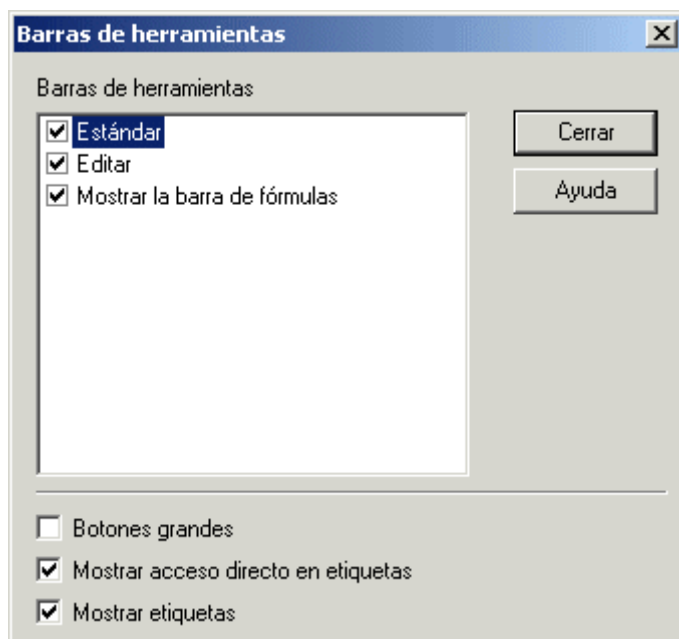 Barras de herramientas
Barras de herramientas
Estándar
Editar
Mostrar la barra de fórmulas
Cerrar
Ayuda
Botones grandes
Mostrar acceso directo en etiquetas
Mostrar etiquetas